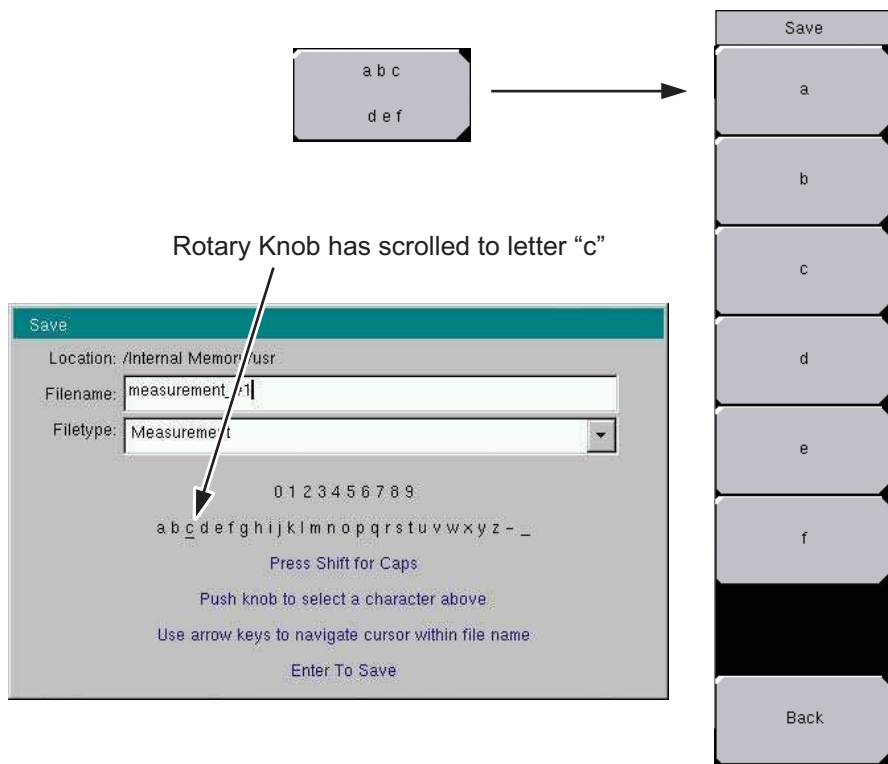 a b c
d e f
Save
a
b
c
d
e
f
Back
Rotary Knob has scrolled to letter “c”
Save
Location: /Internal Memory/usr
Filename: measurement_#1
Filetype: Measurement
0 1 2 3 4 5 6 7 8 9
a b c d e f g h i j k l m n o p q r s t u v w x y z - _
Press Shift for Caps
Push knob to select a character above
Use arrow keys to navigate cursor within file name
Enter To Save